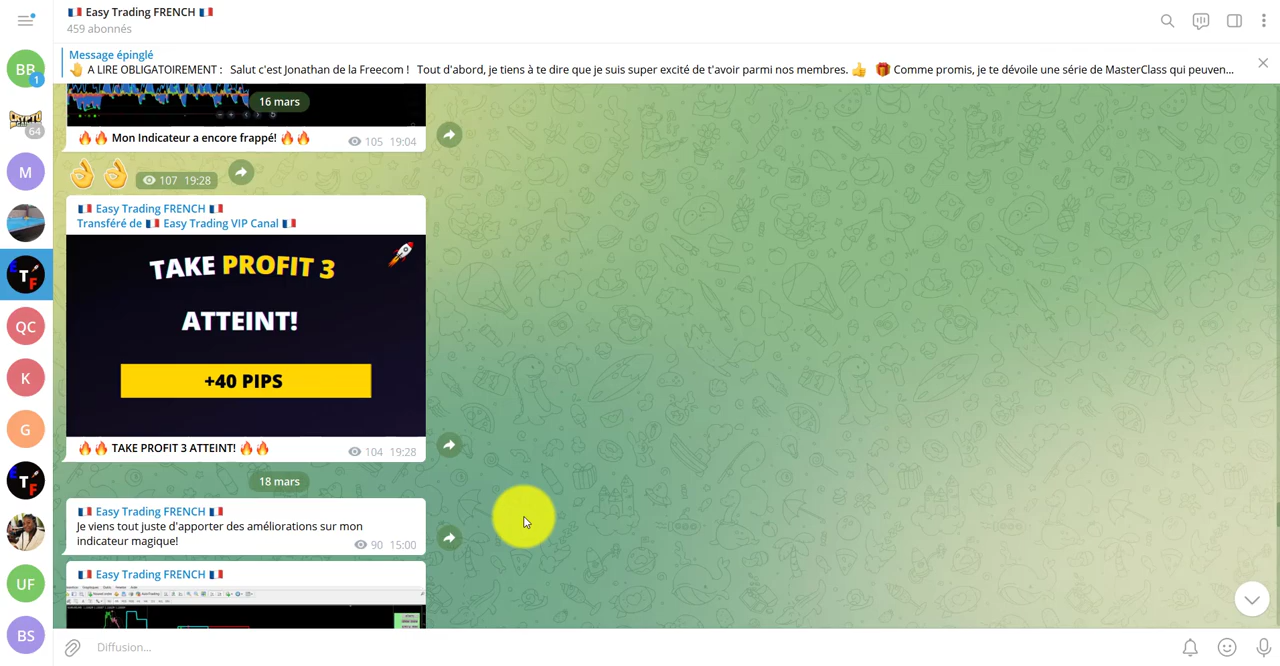 🇫🇷 Easy Trading FRENCH 🇫🇷
459 abonnés
Message épinglé
🤚 A LIRE OBLIGATOIREMENT : Salut c'est Jonathan de la Freecom ! Tout d'abord, je tiens à te dire que je suis super excité de t'avoir parmi nos membres. 👍 🎁 Comme promis, je te dévoile une série de MasterClass qui peuven...
BB
1
64
M
ETF
QC
K
G
ETF
UF
BS
16 mars
🔥🔥 Mon Indicateur a encore frappé! 🔥🔥
105 19:04
👌👌
107 19:28
🇫🇷 Easy Trading FRENCH 🇫🇷
Transféré de 🇫🇷 Easy Trading VIP Canal 🇫🇷
TAKE PROFIT 3
ATTEINT!
+40 PIPS
🔥🔥 TAKE PROFIT 3 ATTEINT! 🔥🔥
104 19:28
18 mars
🇫🇷 Easy Trading FRENCH 🇫🇷
Je viens tout juste d'apporter des améliorations sur mon
indicateur magique!
90 15:00
🇫🇷 Easy Trading FRENCH 🇫🇷
Diffusion...